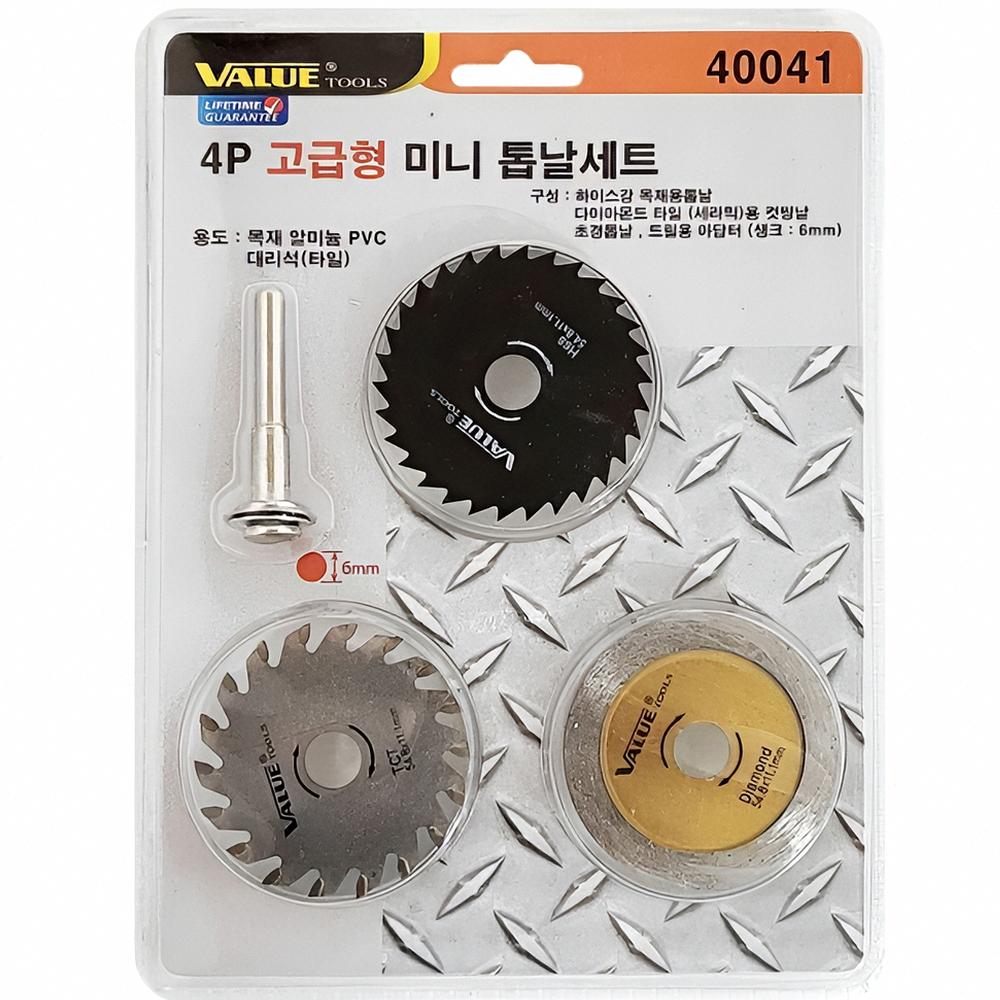 VALUE® TOOLS
40041
LIFETIME GUARANTEE
4P 고급형 미니 톱날세트
구성 : 하이스강 목재용톱날
다이아몬드 타일 (세라믹)용 컷팅날
초경톱날 , 드릴용 아답터 (생크 : 6mm)
용도 : 목재 알미늄 PVC
대리석(타일)
HSS
54.8x11.1mm
VALUE® TOOLS
6mm
VALUE® TOOLS
TCT
54.8x11.1mm
VALUE® TOOLS
Diamond
54.8x11.1mm